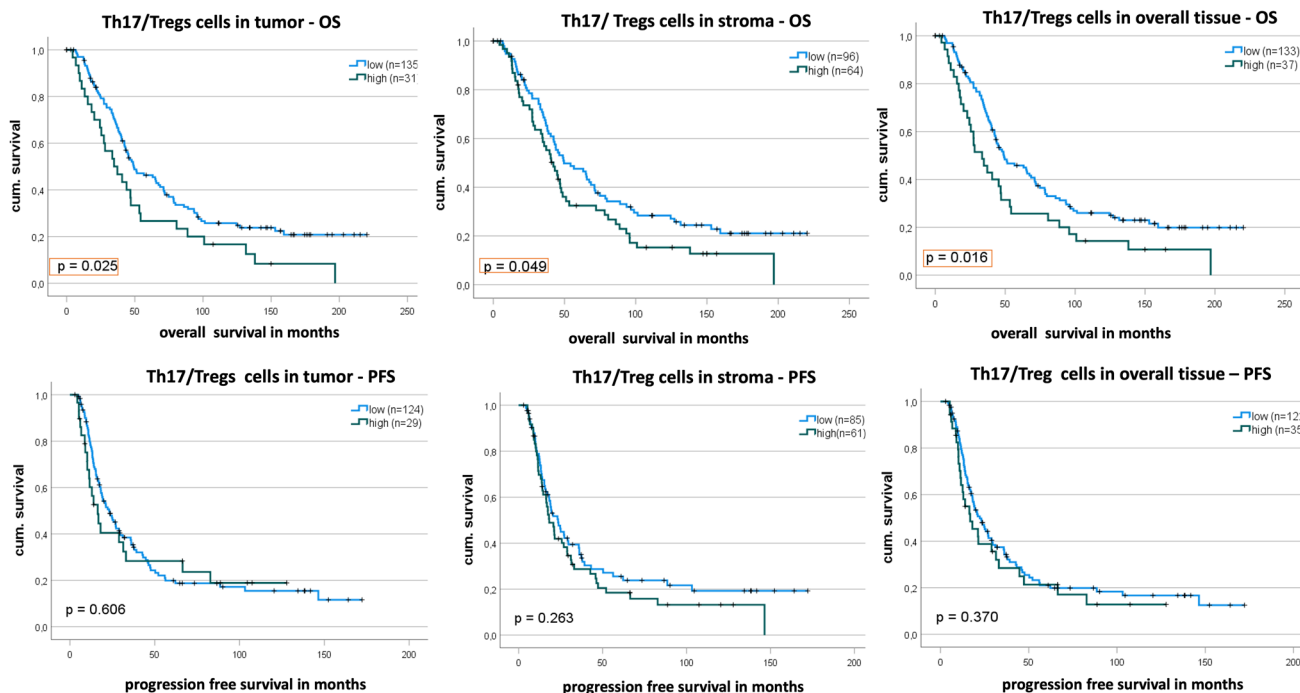 Th17/Tregs cells in tumor - OS
cum. survival
1,0
0,8
0,6
0,4
0,2
0,0
low (n=135
high (n=31
p = 0.025
0 50 100 150 200 250
overall survival in months
Th17/ Tregs cells in stroma - OS
cum. survival
1,0
0,8
0,6
0,4
0,2
0,0
low (n=96)
high (n=64)
p = 0.049
0 50 100 150 200 250
overall survival in months
Th17/Tregs cells in overall tissue - OS
cum. survival
1,0
0,8
0,6
0,4
0,2
0,0
low (n=133)
high (n=37)
p = 0.016
0 50 100 150 200 250
overall survival in months
Th17/Tregs cells in tumor - PFS
cum. survival
1,0
0,8
0,6
0,4
0,2
0,0
low (n=124)
high (n=29)
p = 0.606
0 50 100 150 200
progression free survival in months
Th17/Treg cells in stroma - PFS
cum. survival
1,0
0,8
0,6
0,4
0,2
0,0
low (n=85)
high(n=61)
p = 0.263
0 50 100 150 200
progression free survival in months
Th17/Treg cells in overall tissue – PFS
cum. survival
1,0
0,8
0,6
0,4
0,2
0,0
low
high (n=35
p = 0.370
0 50 100 150 200
progression free survival in months